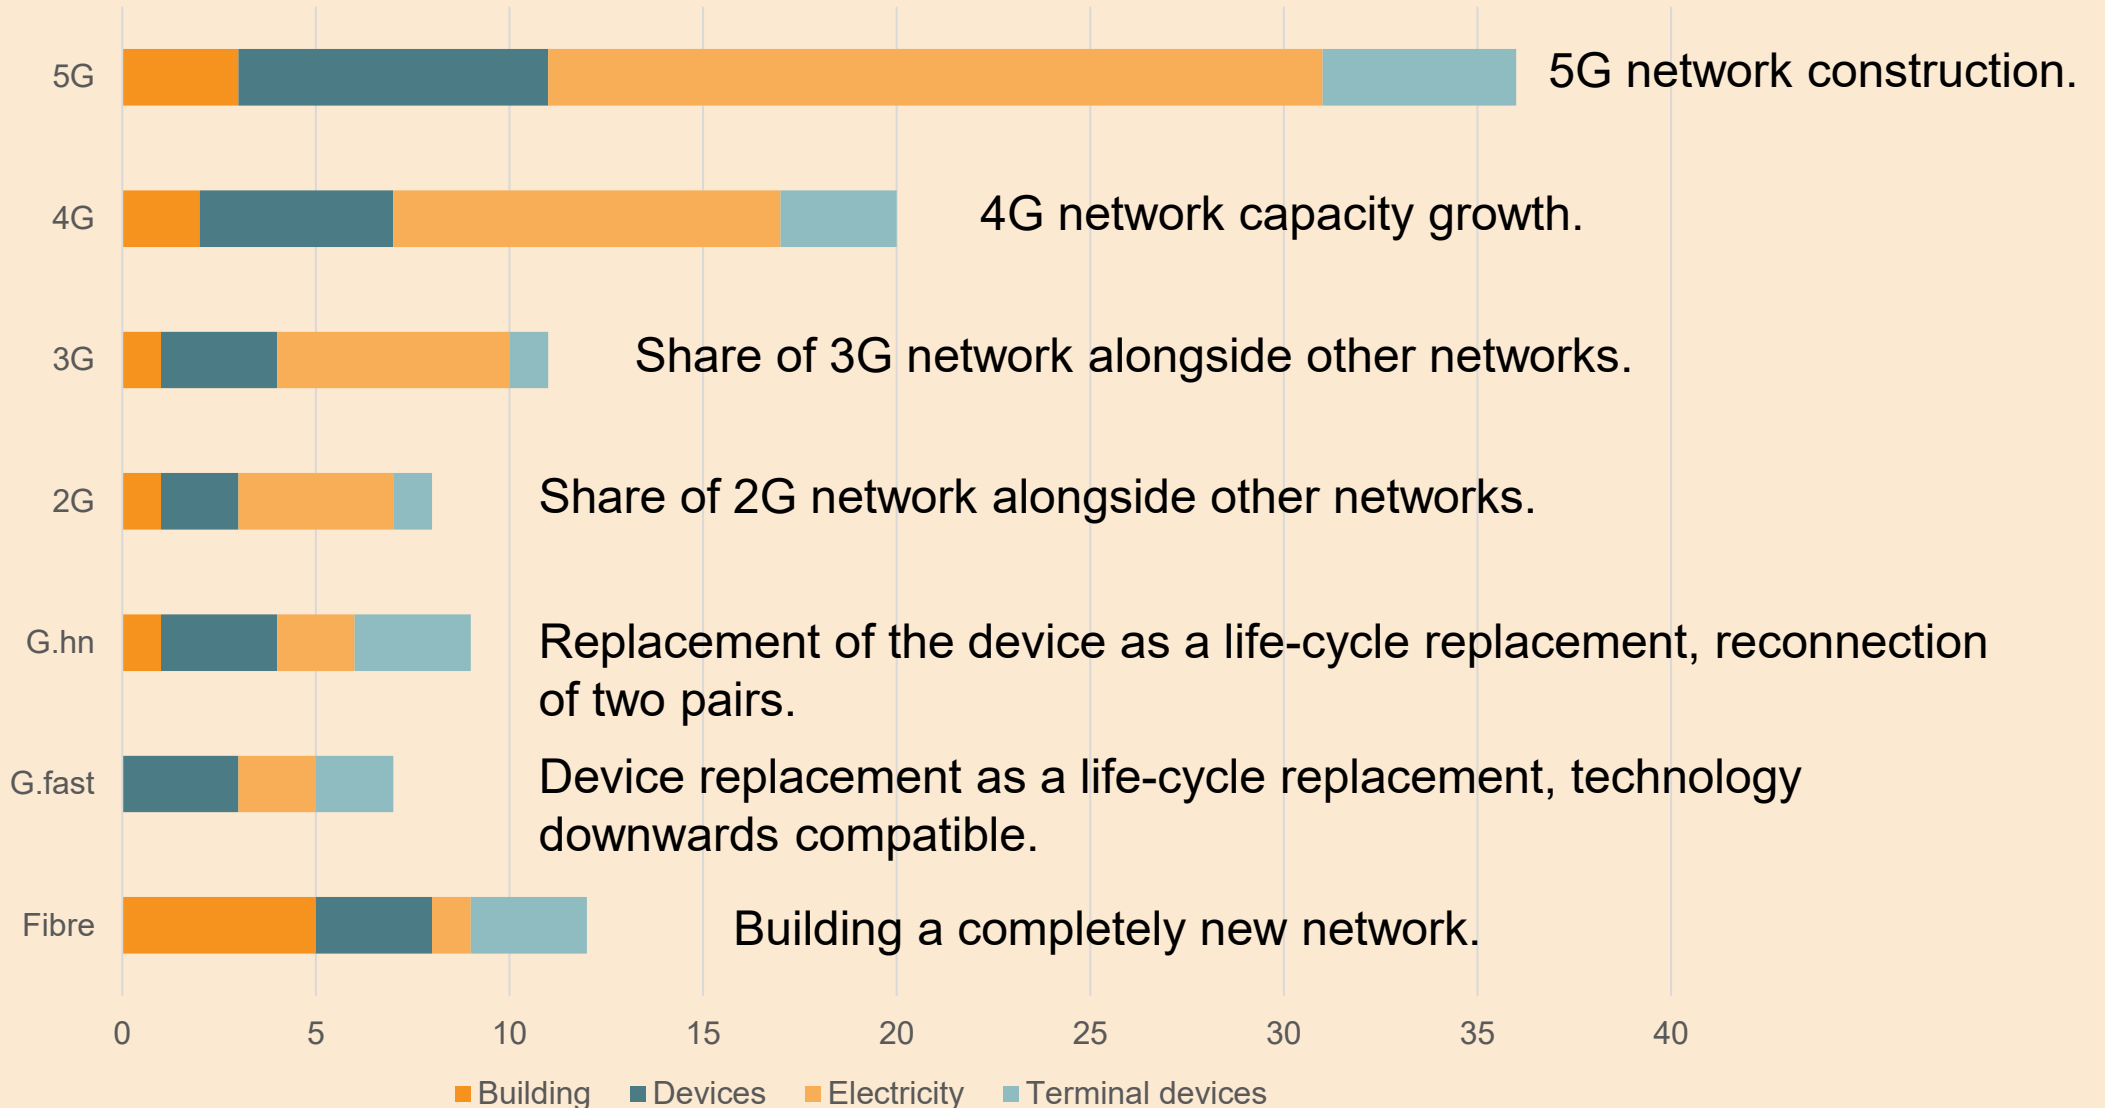 5G
5G network construction.
4G
4G network capacity growth.
3G
Share of 3G network alongside other networks.
2G
Share of 2G network alongside other networks.
G.hn
Replacement of the device as a life-cycle replacement, reconnection
of two pairs.
G.fast
Device replacement as a life-cycle replacement, technology
downwards compatible.
Fibre
Building a completely new network.
0 5 10 15 20 25 30 35 40
Building Devices Electricity Terminal devices